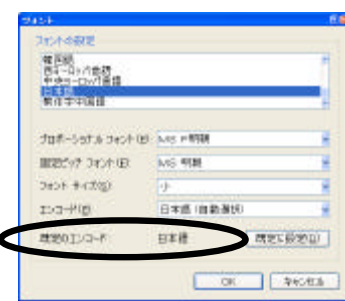 フォント
フォントの設定
韓国語
西ヨーロッパ言語
中央ヨーロッパ言語
日本語
繁体字中国語
プロポーショナル フォント(P) MS P明朝
固定ピッチ フォント(F) MS 明朝
フォント サイズ(S) 小
エンコード(E) 日本語 (自動選択)
既定のエンコード 日本語 既定に設定(U)
OK キャンセル